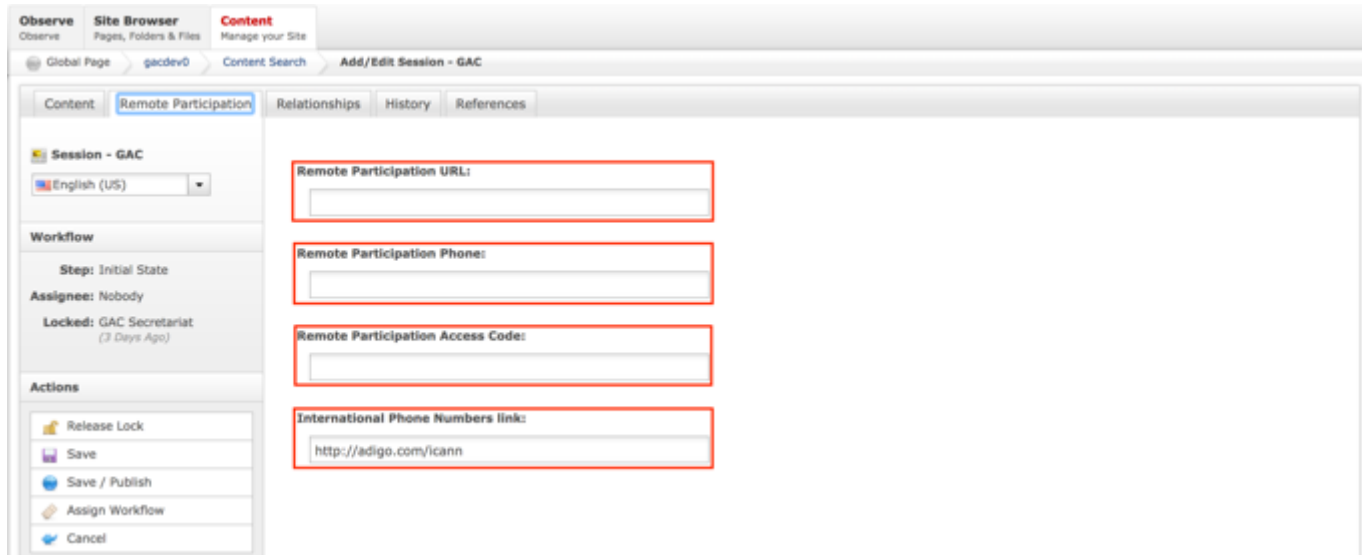 Observe Site Browser Content
Observe Pages, Folders & Files Manage your Site
Global Page gacdev0 Content Search Add/Edit Session - GAC
Content Remote Participation Relationships History References
Session - GAC
English (US)
Workflow
Step: Initial State
Assignee: Nobody
Locked: GAC Secretariat
(3 Days Ago)
Actions
Release Lock
Save
Save / Publish
Assign Workflow
Cancel
Remote Participation URL:
Remote Participation Phone:
Remote Participation Access Code:
International Phone Numbers link:
http://adigo.com/icann